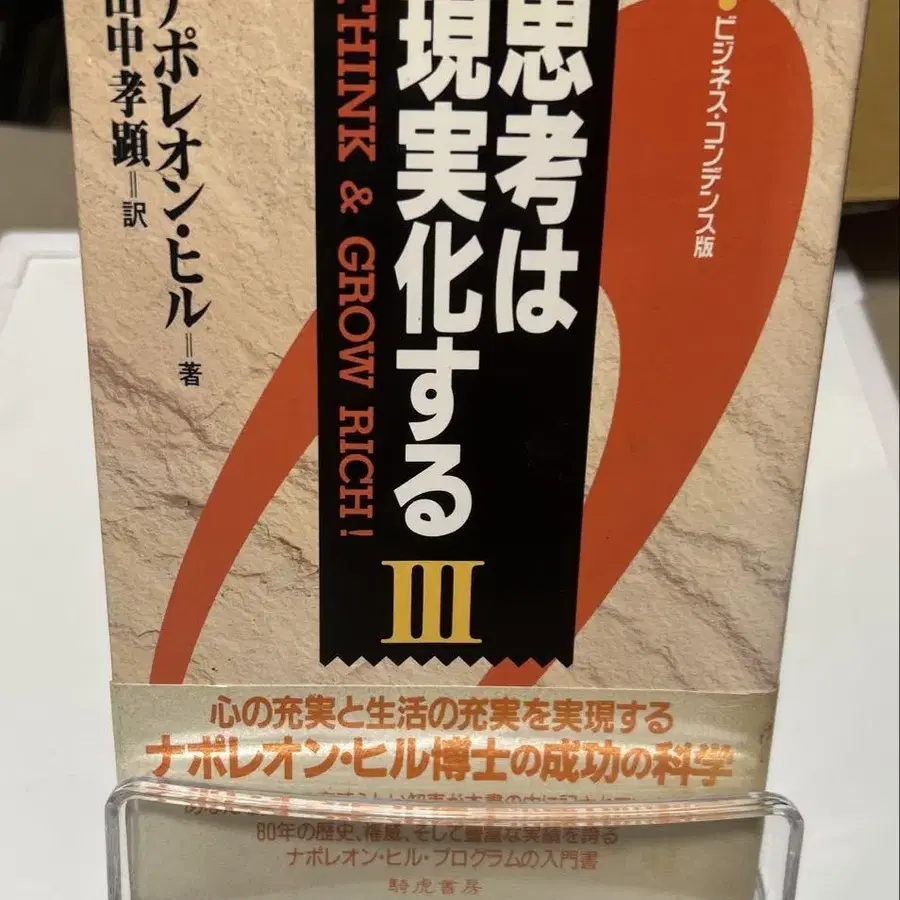 ビジネス・コンデンス版
思考は
現実化する
III
THINK & GROW RICH!
ナポレオン・ヒル=著
田中孝顕=訳
心の充実と生活の充実を実現する
ナポレオン・ヒル博士の成功の科学
80年の歴史、権威、そして豊富な実績を誇る
ナポレオン・ヒル・プログラムの入門書
騎虎書房